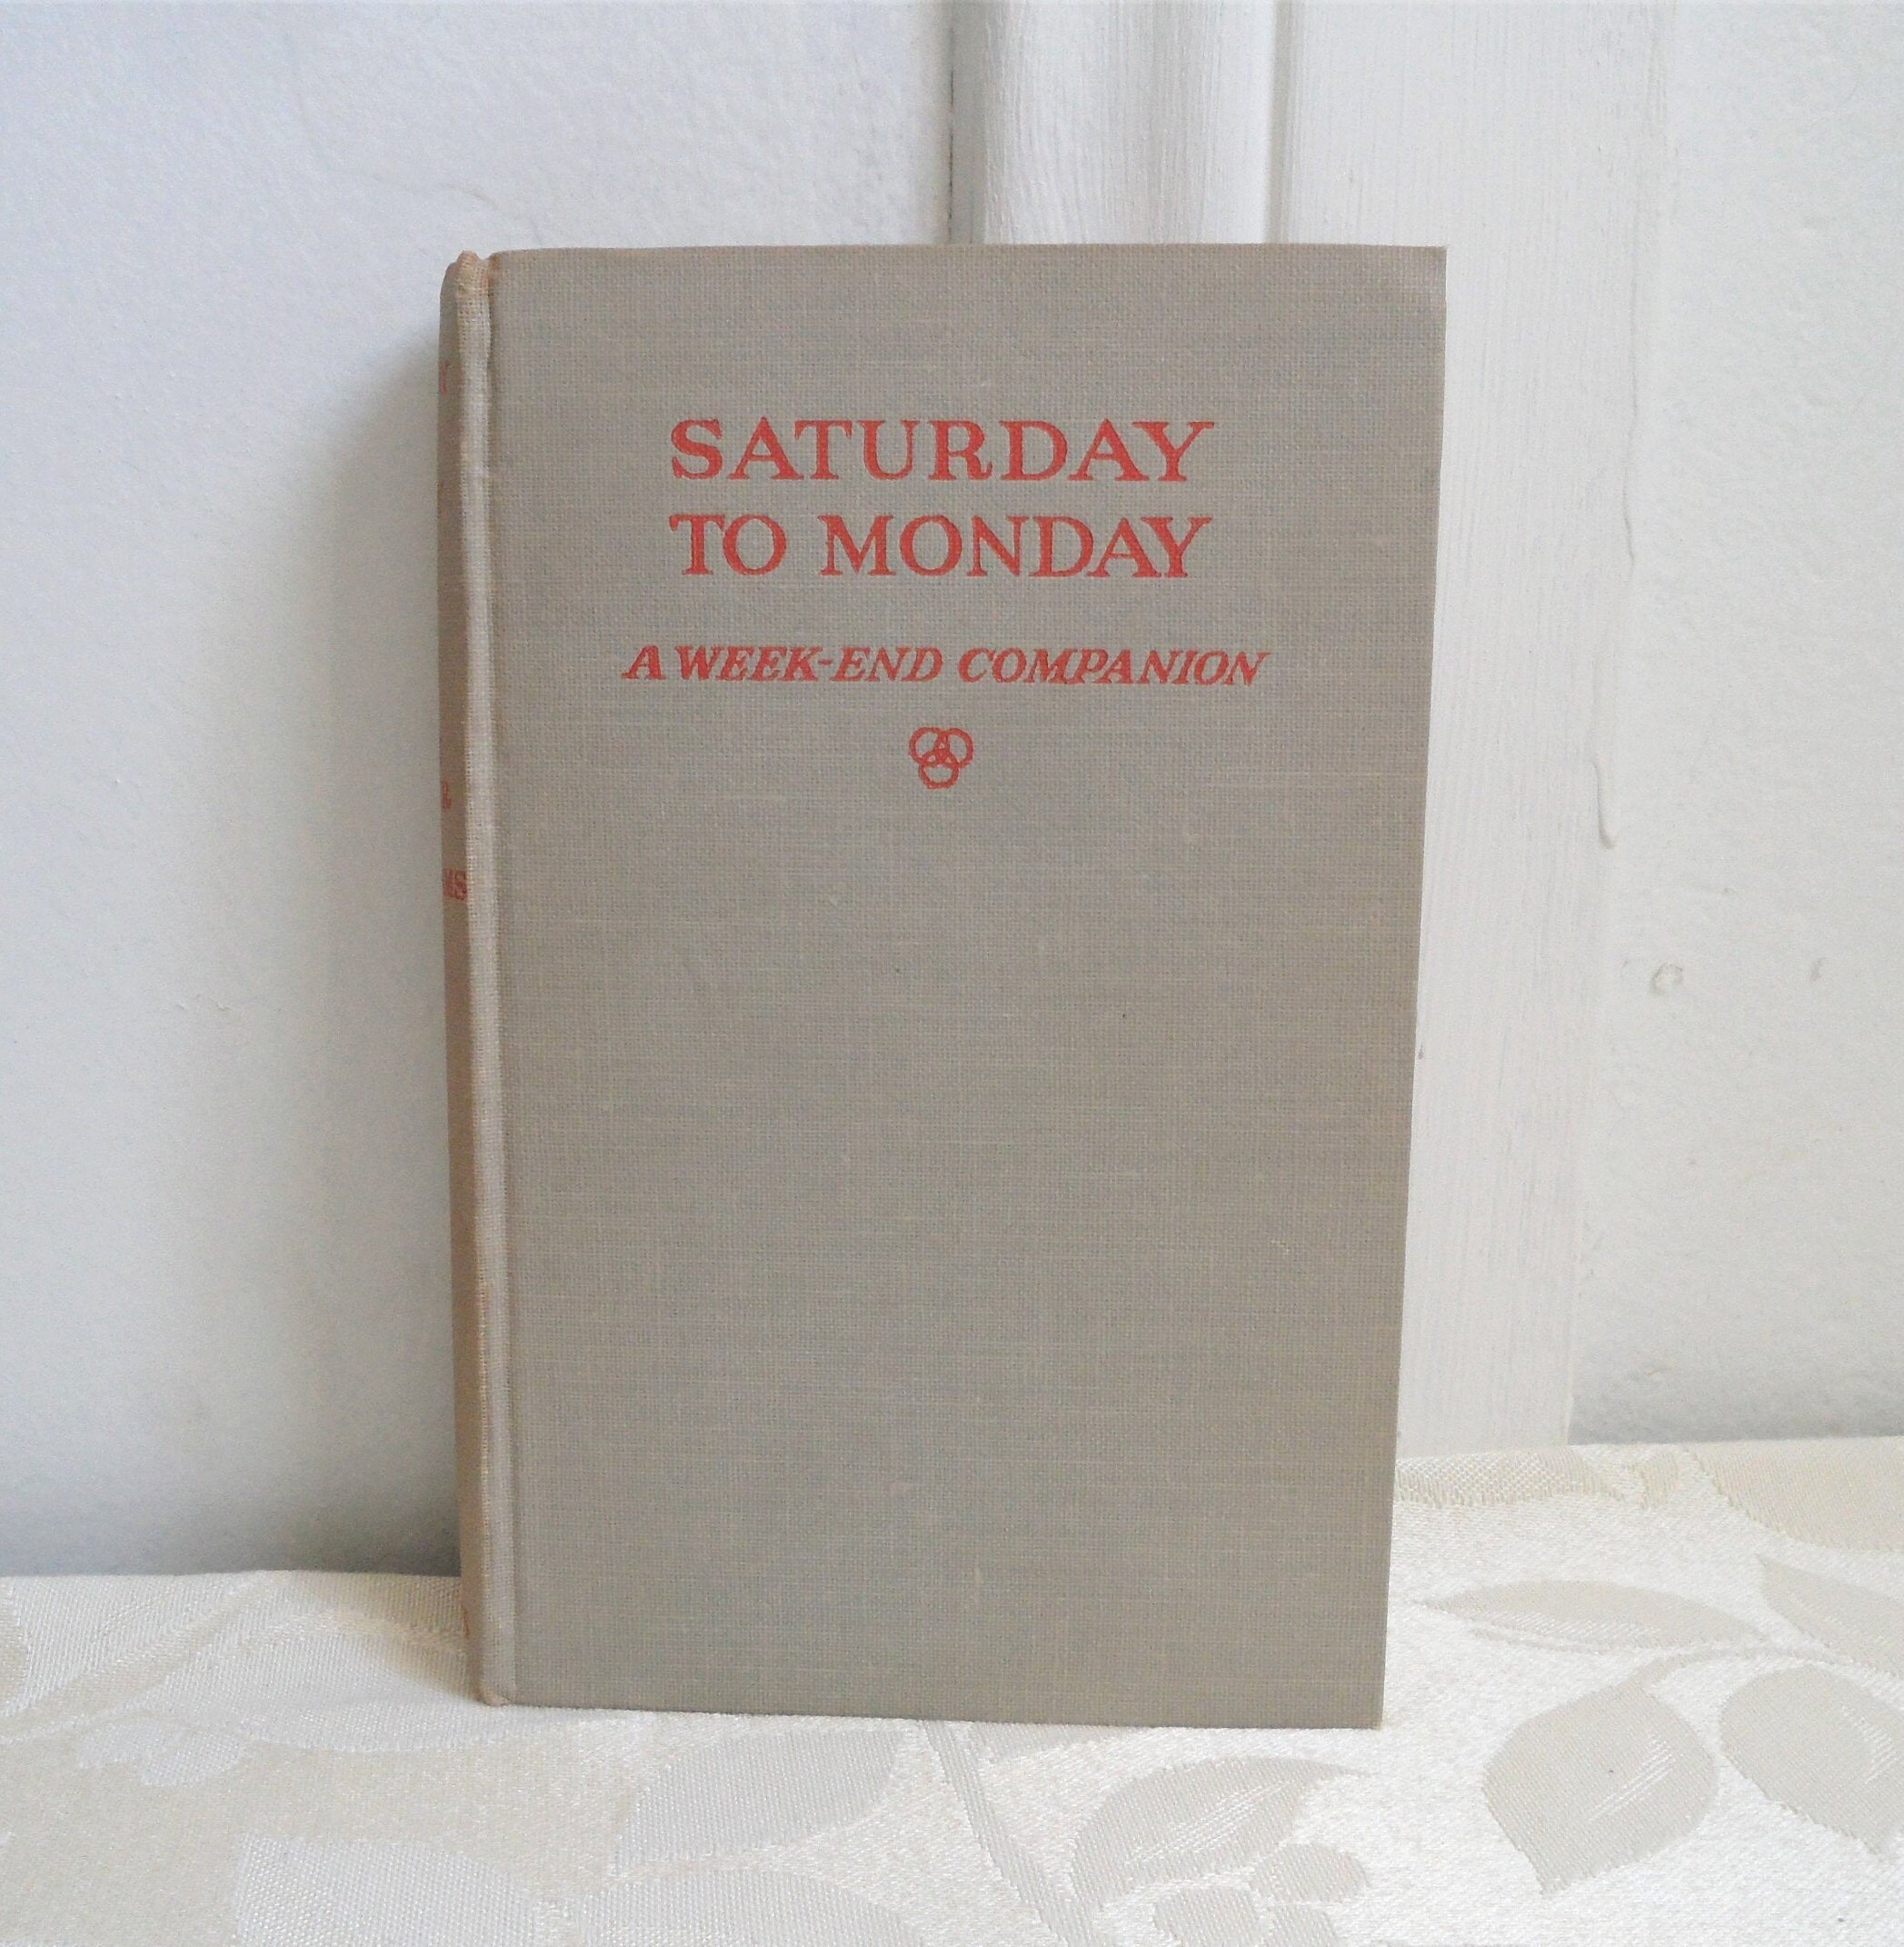 SATURDAY
TO MONDAY
A WEEK-END COMPANION